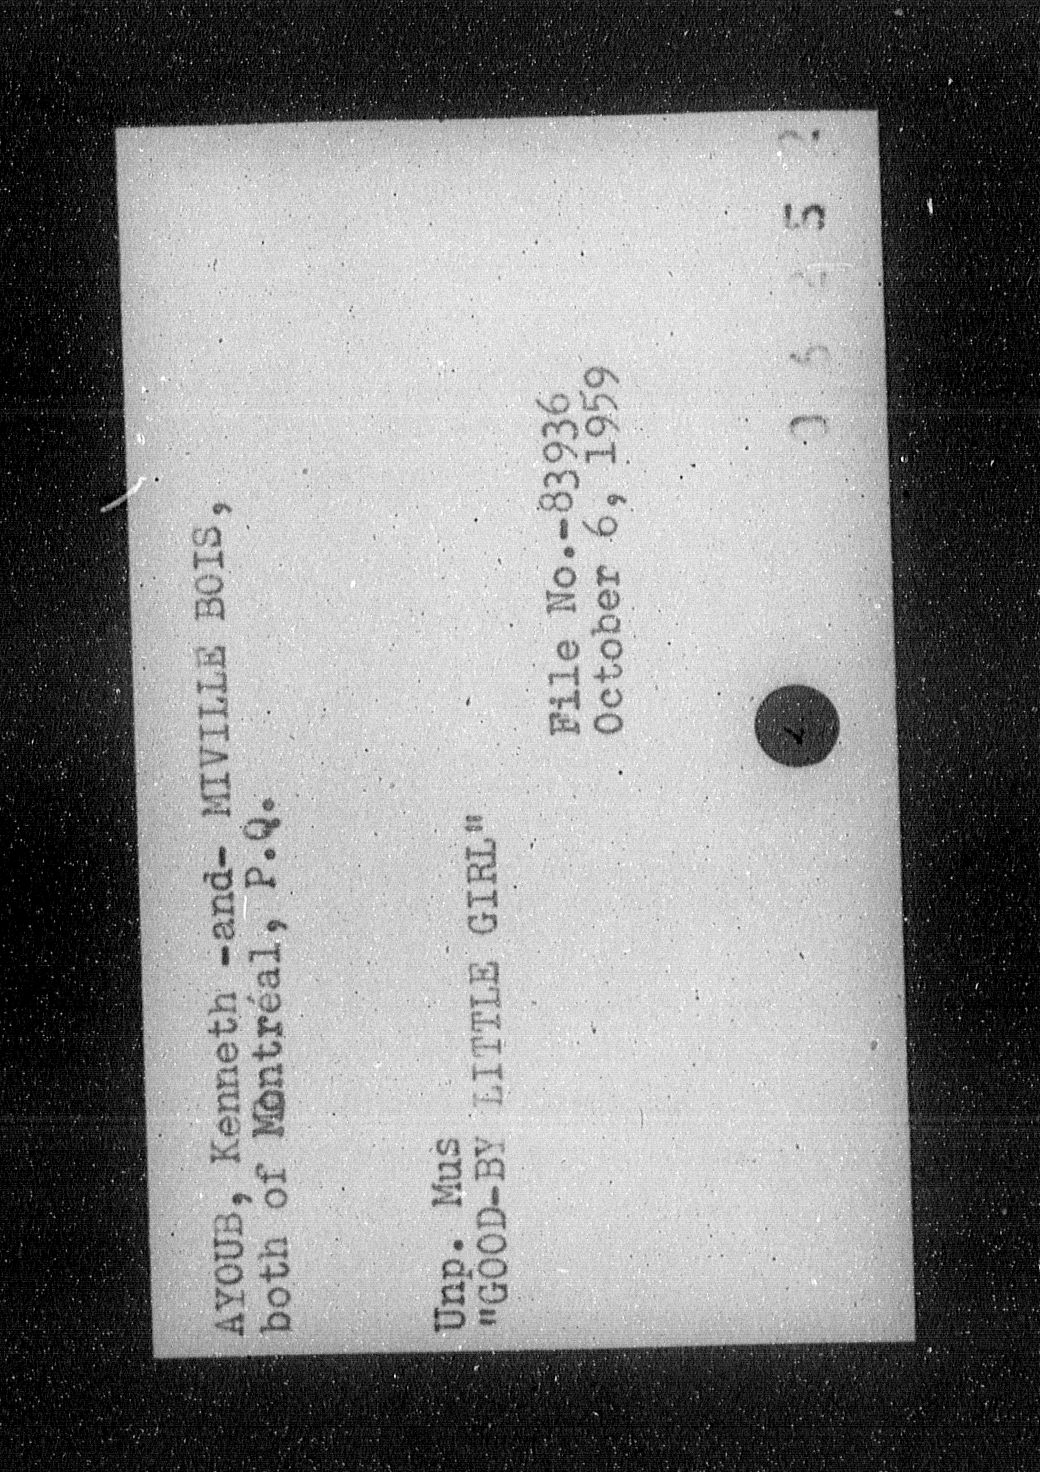 AYOUB, Kenneth -and- MIVILLE BOIS,
both of Montréal, P.Q.
Unp. Mus
"GOOD-BY LITTLE GIRL"
File No.-83936
October 6, 1959